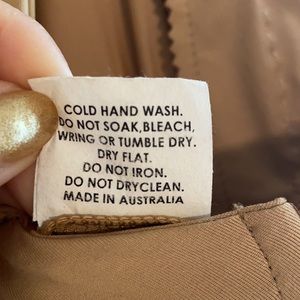 COLD HAND WASH.
DO NOT SOAK,BLEACH,
WRING OR TUMBLE DRY.
DRY FLAT.
DO NOT IRON.
DO NOT DRYCLEAN.
MADE IN AUSTRALIA